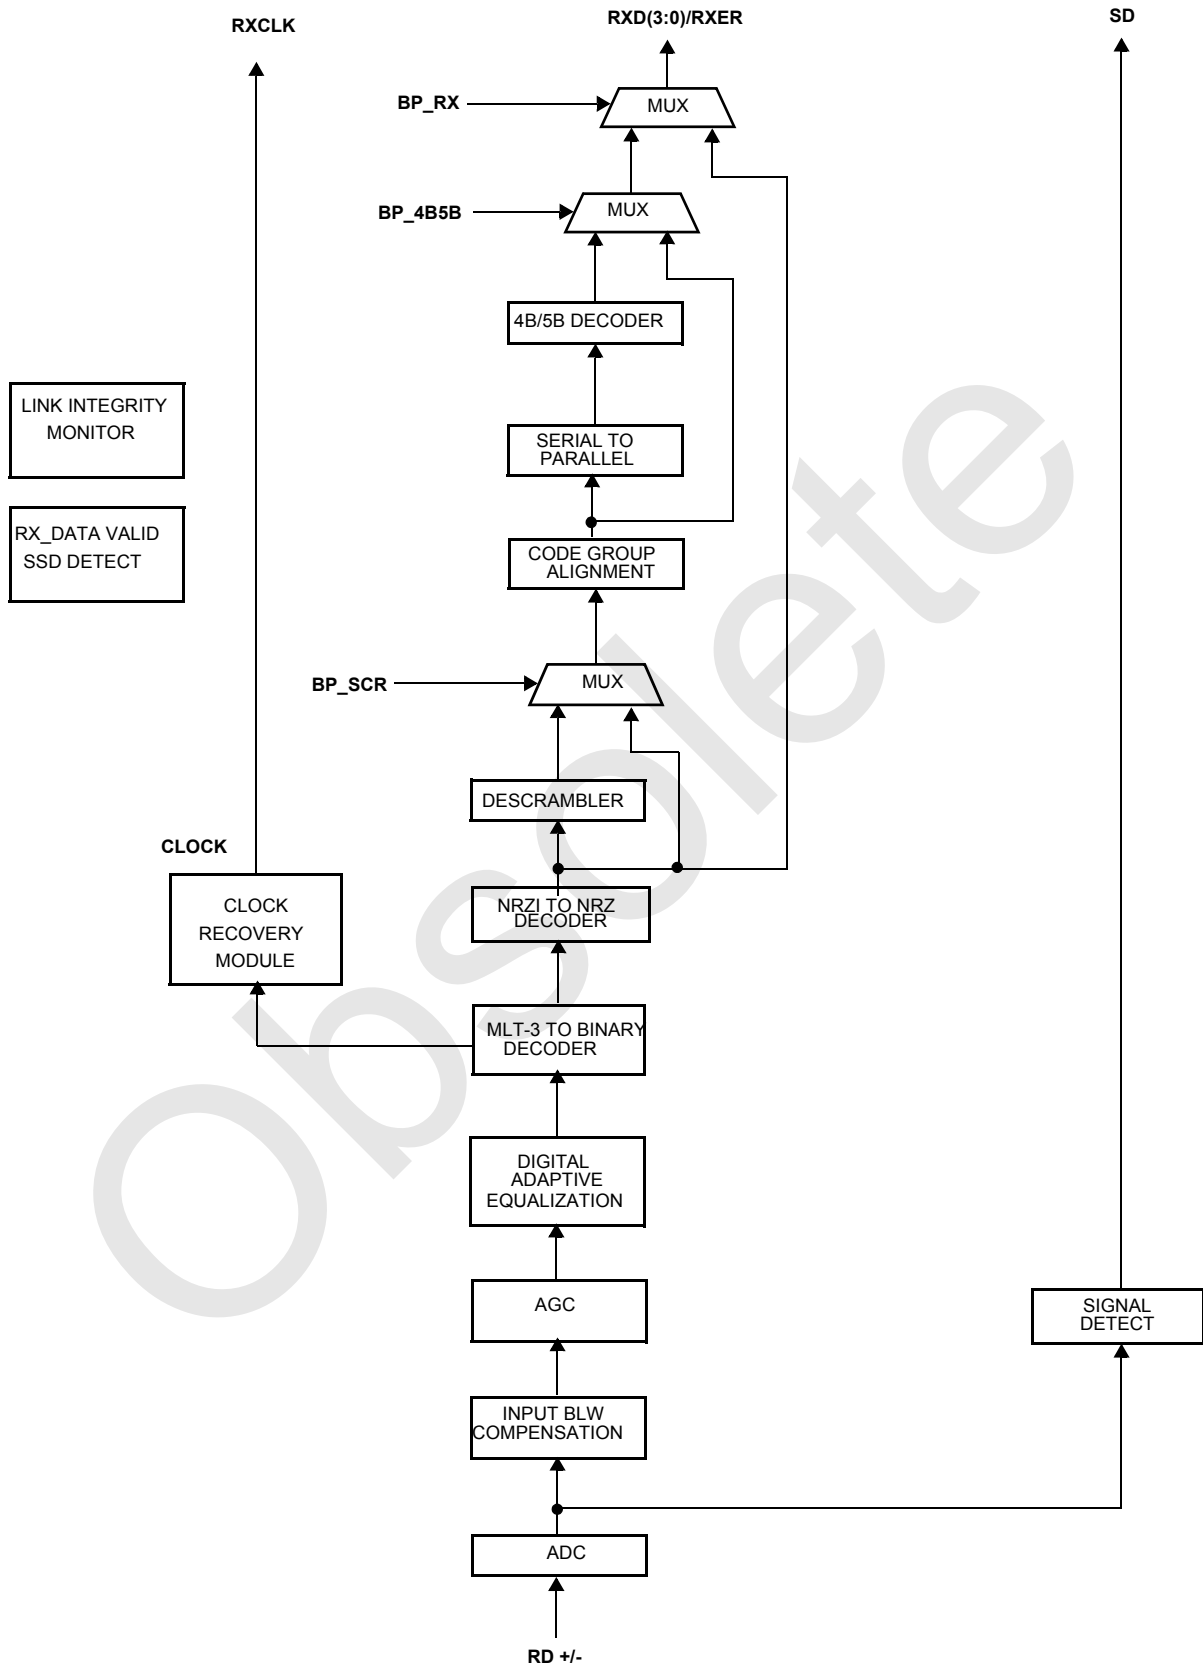 RXD(3:0)/RXER
SD
RXCLK
BP_RX
MUX
BP_4B5B
MUX
4B/5B DECODER
LINK INTEGRITY
MONITOR
SERIAL TO
PARALLEL
RX_DATA VALID
SSD DETECT
CODE GROUP
ALIGNMENT
BP_SCR
MUX
DESCRAMBLER
CLOCK
CLOCK
RECOVERY
MODULE
NRZI TO NRZ
DECODER
MLT-3 TO BINARY
DECODER
DIGITAL
ADAPTIVE
EQUALIZATION
AGC
SIGNAL
DETECT
INPUT BLW
COMPENSATION
ADC
RD +/-
Obsolete